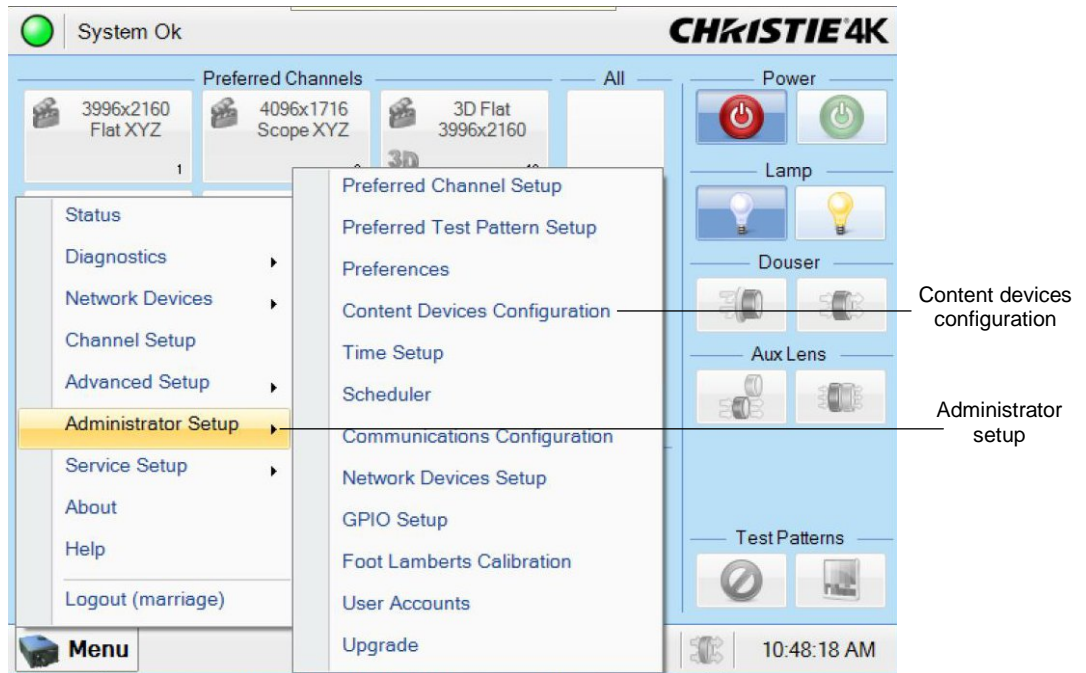 System Ok
CHRISTIE 4K
Preferred Channels
All
Power
3996x2160
Flat XYZ
1
4096x1716
Scope XYZ
3D Flat
3996x2160
3D
Lamp
Douser
Aux Lens
Test Patterns
Status
Diagnostics
Network Devices
Channel Setup
Advanced Setup
Administrator Setup
Service Setup
About
Help
Logout (marriage)
Menu
Preferred Channel Setup
Preferred Test Pattern Setup
Preferences
Content Devices Configuration
Time Setup
Scheduler
Communications Configuration
Network Devices Setup
GPIO Setup
Foot Lamberts Calibration
User Accounts
Upgrade
10:48:18 AM
Content devices
configuration
Administrator
setup